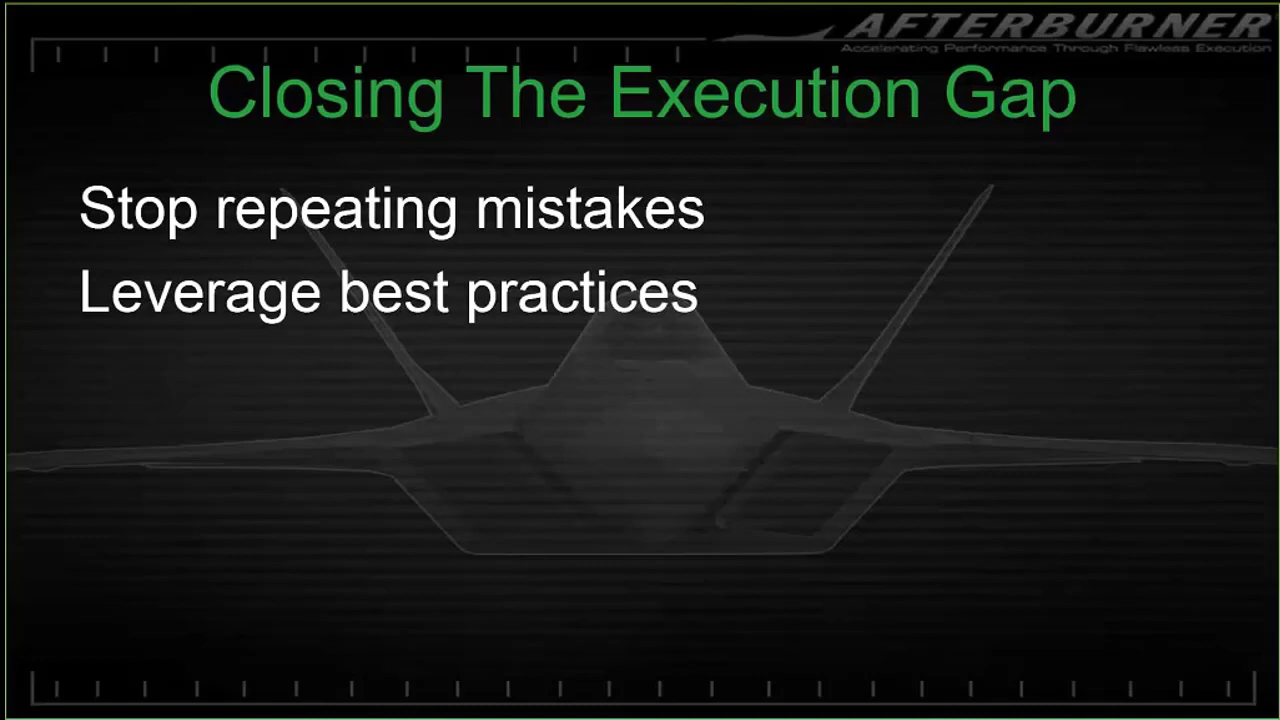 AFTERBURNER
Accelerating Performance Through Flawless Execution
Closing The Execution Gap
Stop repeating mistakes
Leverage best practices